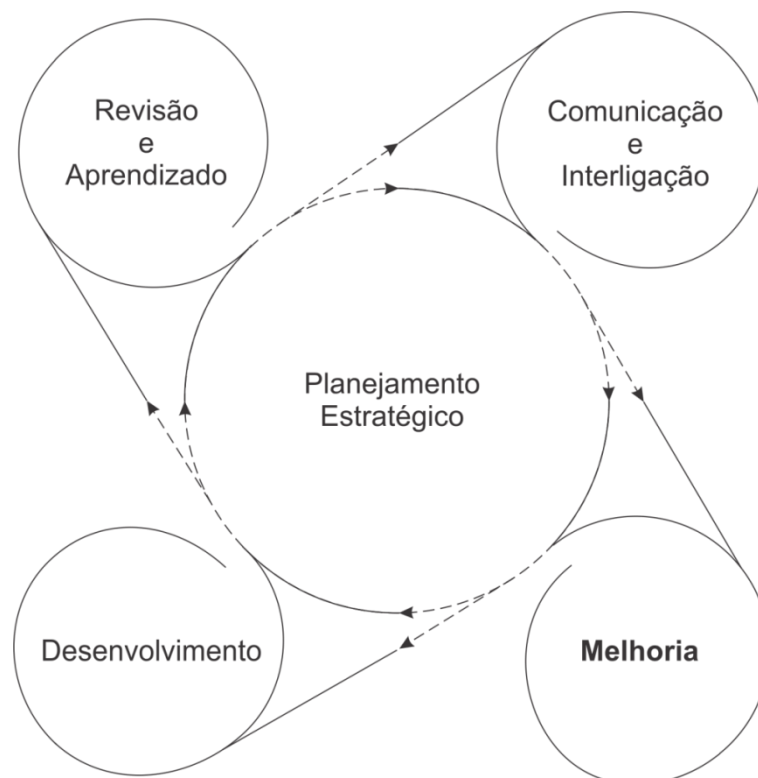 Revisão
e
Aprendizado
Comunicação
e
Interligação
Planejamento
Estratégico
Desenvolvimento
Melhoria